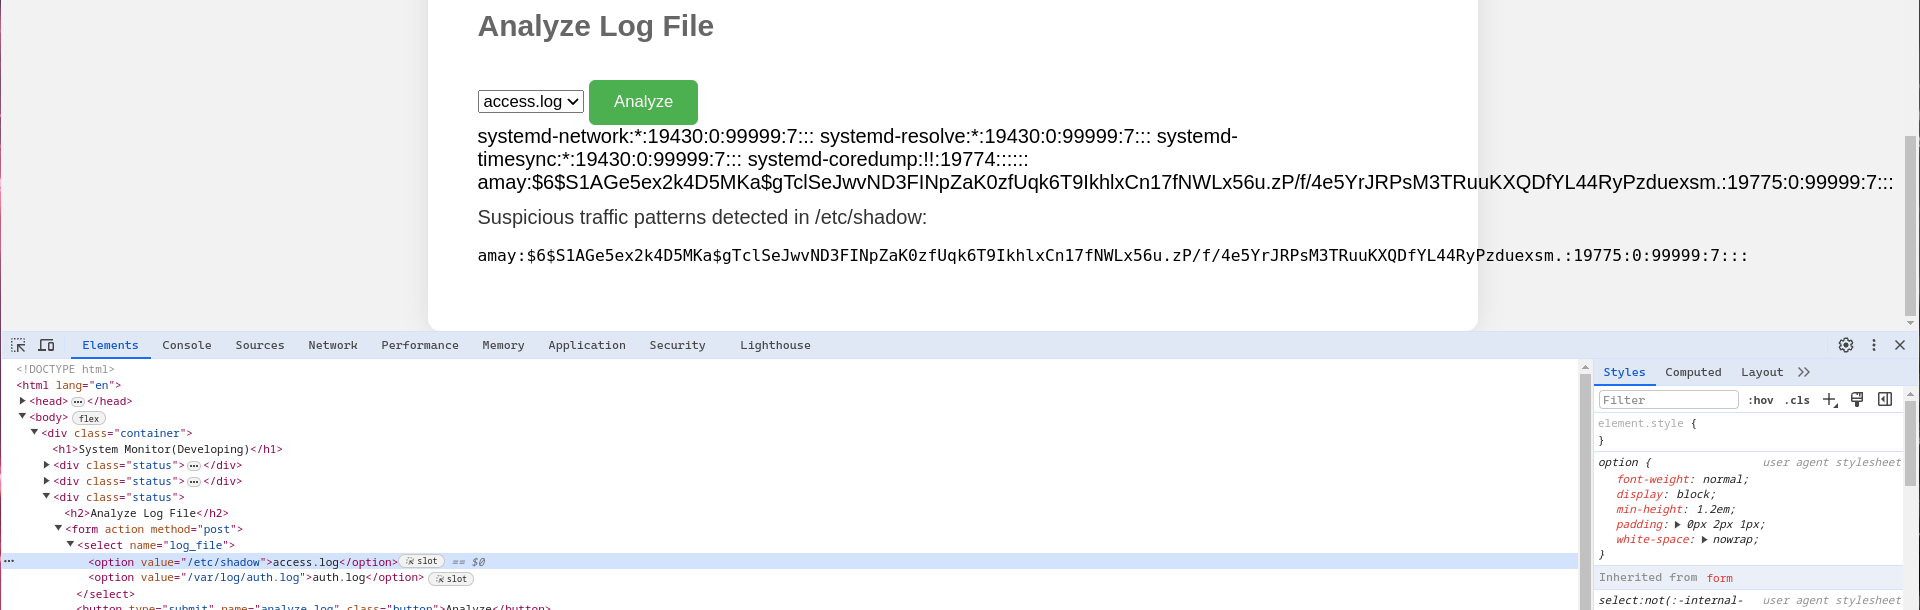 Analyze Log File
access.log Analyze
systemd-network:*:19430:0:99999:7::: systemd-resolve:*:19430:0:99999:7::: systemd-
timesync:*:19430:0:99999:7::: systemd-coredump:!!:19774::::::
amay:$6$S1AGe5ex2k4D5MKa$gTclSeJwvND3FINpZaK0zfUqk6T9IkhlxCn17fNWLx56u.zP/f/4e5YrJRPsM3TRuuKXQDfYL44RyPzduexsm.:19775:0:99999:7:::
Suspicious traffic patterns detected in /etc/shadow:
amay:$6$S1AGe5ex2k4D5MKa$gTclSeJwvND3FINpZaK0zfUqk6T9IkhlxCn17fNWLx56u.zP/f/4e5YrJRPsM3TRuuKXQDfYL44RyPzduexsm.:19775:0:99999:7:::
Elements Console Sources Network Performance Memory Application Security Lighthouse
<!DOCTYPE html>
<html lang="en">
<head> ⋯ </head>
<body> flex
<div class="container">
<h1>System Monitor(Developing)</h1>
<div class="status"> ⋯ </div>
<div class="status"> ⋯ </div>
<div class="status">
<h2>Analyze Log File</h2>
<form action method="post">
<select name="log_file">
⋯ <option value="/etc/shadow">access.log</option> slot == $0
<option value="/var/log/auth.log">auth.log</option> slot
</select>
<button type="submit" name="analyze_log" class="button">Analyze</button>
Styles Computed Layout
Filter :hov .cls
element.style {
}
option { user agent stylesheet
font-weight: normal;
display: block;
min-height: 1.2em;
padding: 0px 2px 1px;
white-space: nowrap;
}
Inherited from form
select:not(:-internal- user agent stylesheet